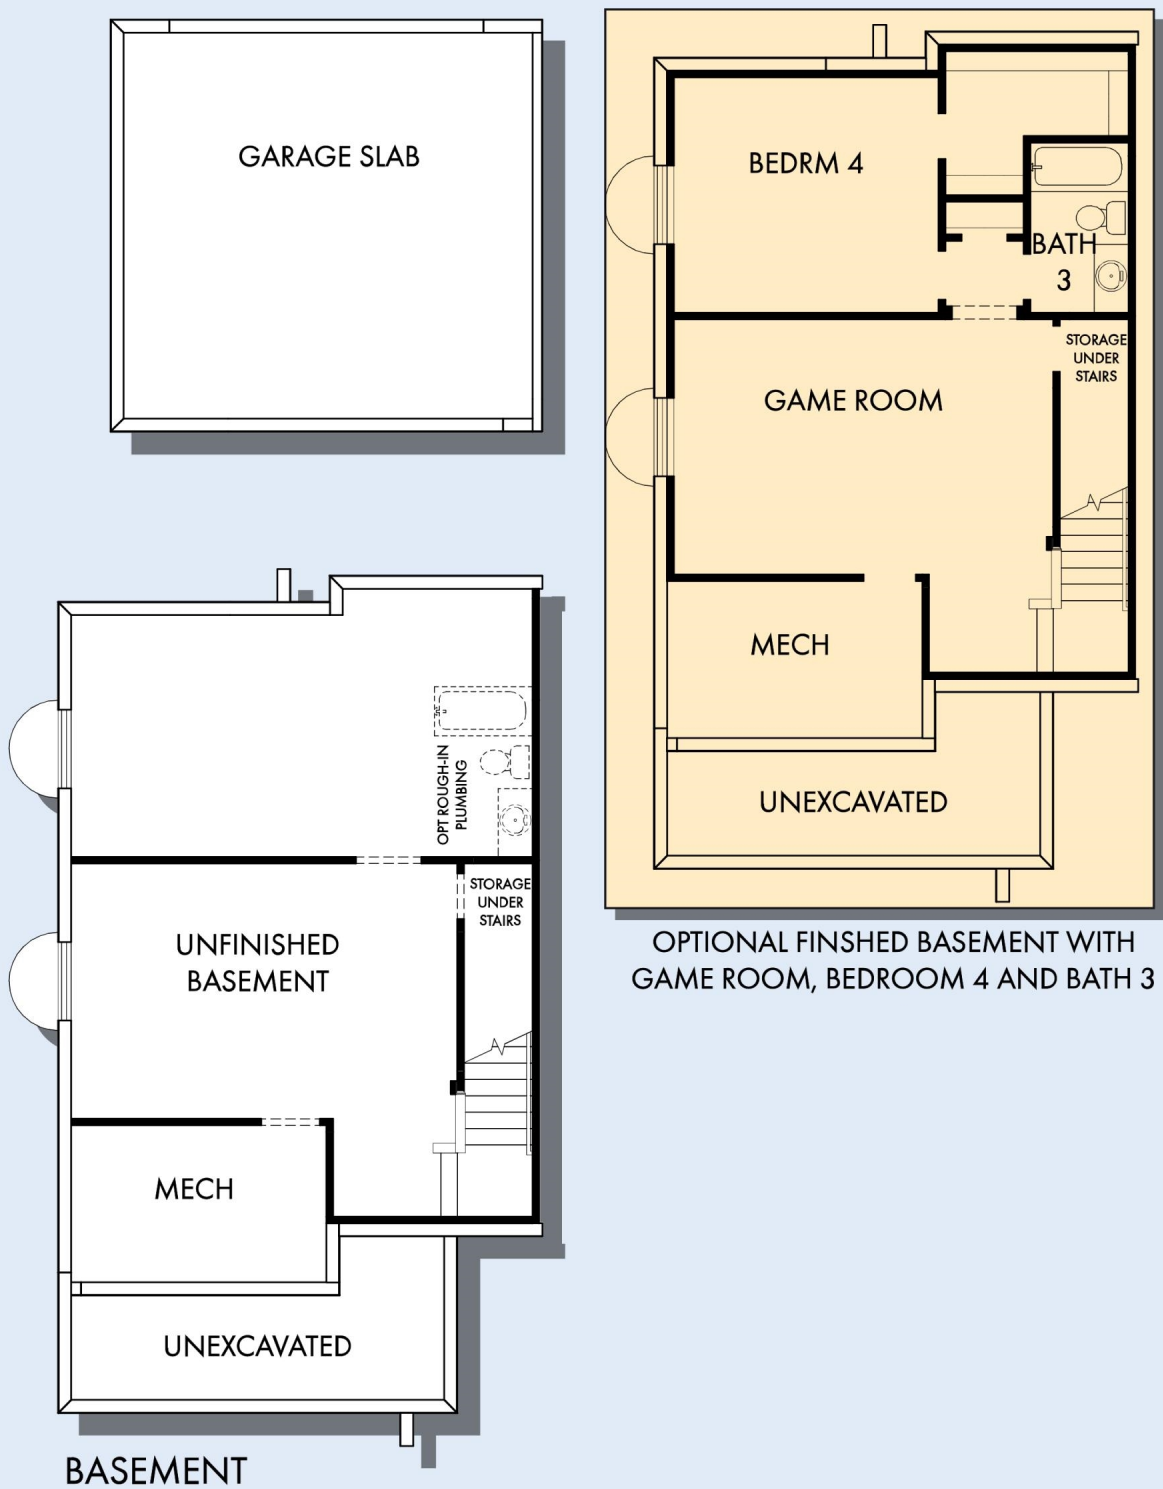 GARAGE SLAB
BEDRM 4
BATH
3
STORAGE
UNDER
STAIRS
GAME ROOM
MECH
UNEXCAVATED
OPTIONAL FINSHED BASEMENT WITH
GAME ROOM, BEDROOM 4 AND BATH 3
OPT ROUGH-IN
PLUMBING
STORAGE
UNDER
STAIRS
UNFINISHED
BASEMENT
MECH
UNEXCAVATED
BASEMENT